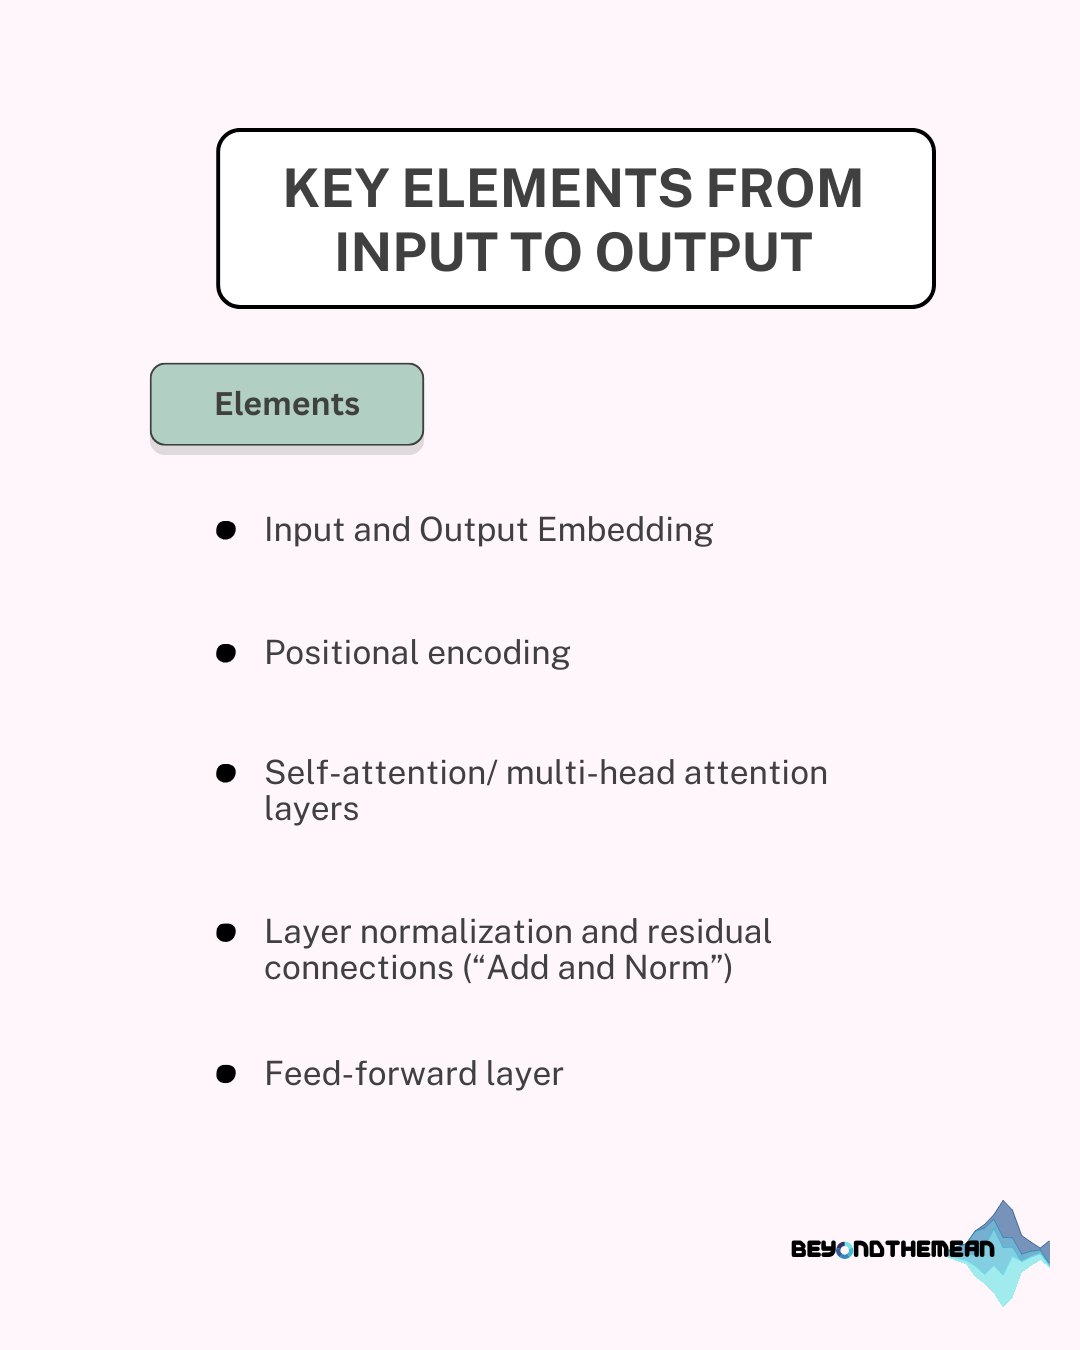 KEY ELEMENTS FROM
INPUT TO OUTPUT
Elements
Input and Output Embedding
Positional encoding
Self-attention/ multi-head attention
layers
Layer normalization and residual
connections (“Add and Norm”)
Feed-forward layer
BEYONDTHEMEAN